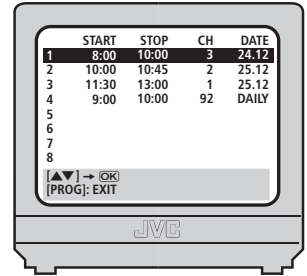 START STOP CH DATE
1 8:00 10:00 3 24.12
2 10:00 10:45 2 25.12
3 11:30 13:00 1 25.12
4 9:00 10:00 92 DAILY
5
6
7
8
[▲▼] → OK
[PROG]: EXIT
JVC